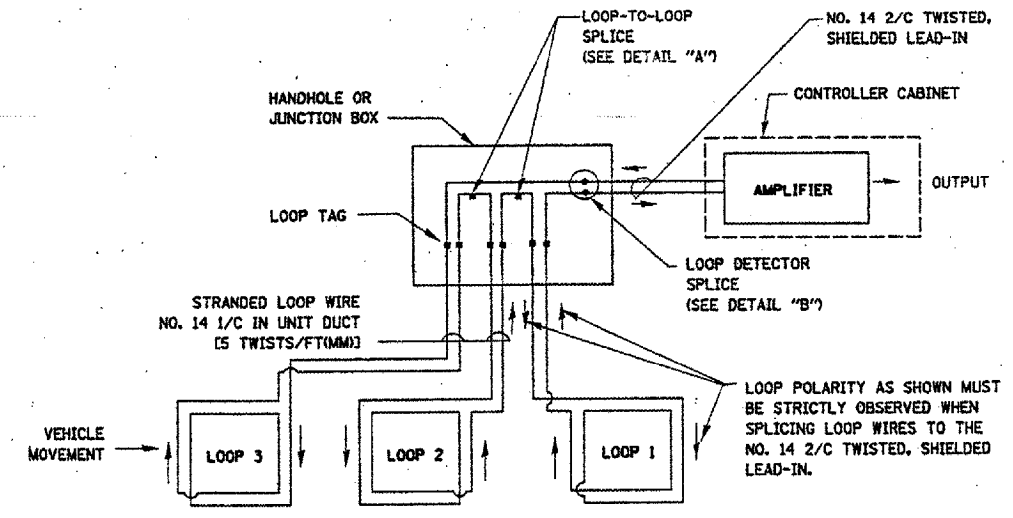 LOOP-TO-LOOP
SPLICE
(SEE DETAIL "A")
NO. 14 2/C TWISTED,
SHIELDED LEAD-IN
HANDHOLE OR
JUNCTION BOX
CONTROLLER CABINET
AMPLIFIER
OUTPUT
LOOP TAG
LOOP DETECTOR
SPLICE
(SEE DETAIL "B")
STRANDED LOOP WIRE
NO. 14 1/C IN UNIT DUCT
[5 TWISTS/FT(MM)]
LOOP POLARITY AS SHOWN MUST
BE STRICTLY OBSERVED WHEN
SPLICING LOOP WIRES TO THE
NO. 14 2/C TWISTED, SHIELDED
LEAD-IN.
VEHICLE
MOVEMENT
LOOP 3
LOOP 2
LOOP 1